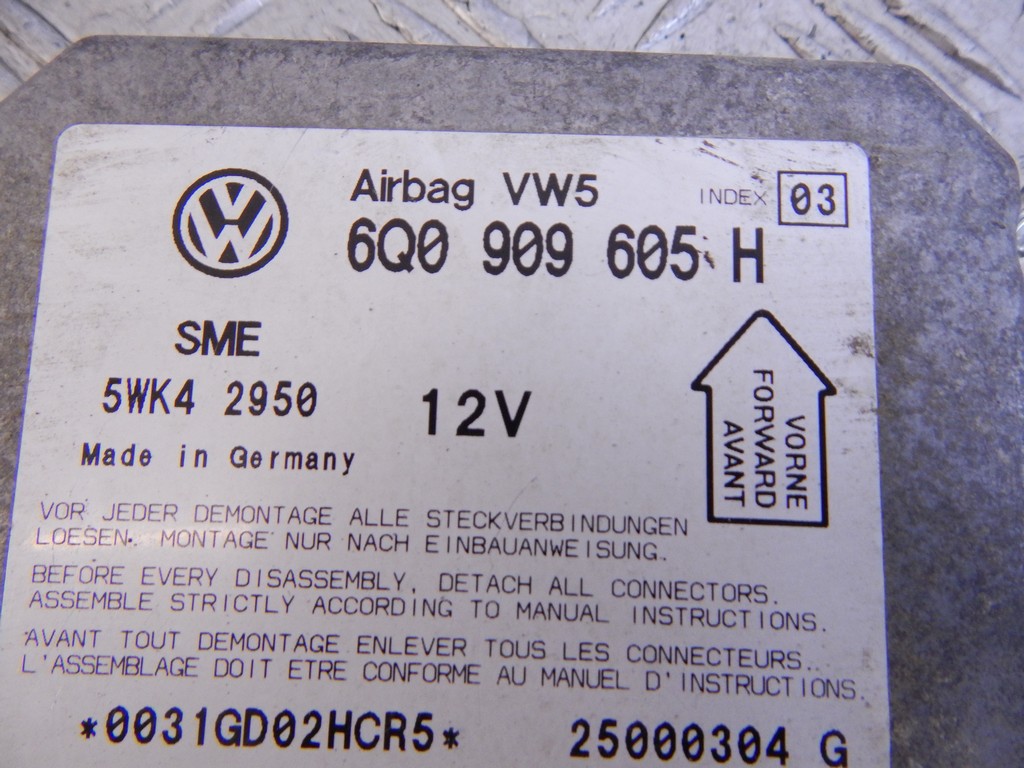 Airbag VW5 INDEX 03
6Q0 909 605 H
SME
5WK4 2950 12V
Made in Germany
VORNE
FORWARD
AVANT
VOR JEDER DEMONTAGE ALLE STECKVERBINDUNGEN
LOESEN. MONTAGE NUR NACH EINBAUANWEISUNG.
BEFORE EVERY DISASSEMBLY, DETACH ALL CONNECTORS.
ASSEMBLE STRICTLY ACCORDING TO MANUAL INSTRUCTIONS.
AVANT TOUT DEMONTAGE ENLEVER TOUS LES CONNECTEURS.
L'ASSEMBLAGE DOIT ETRE CONFORME AU MANUEL D'INSTRUCTIONS.
*0031GD02HCR5* 25000304 G